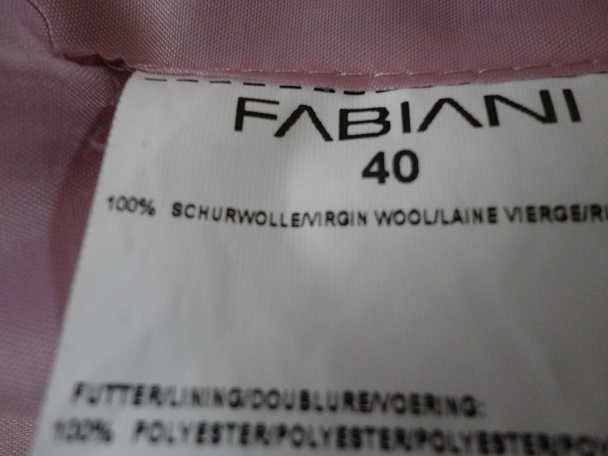 FABIANI
40
100% SCHURWOLLE/VIRGIN WOOL/LAINE VIERGE/
FUTTER/LINING/DOUBLURE/VOERING:
100% POLYESTER/POLYESTER/POLYESTER/